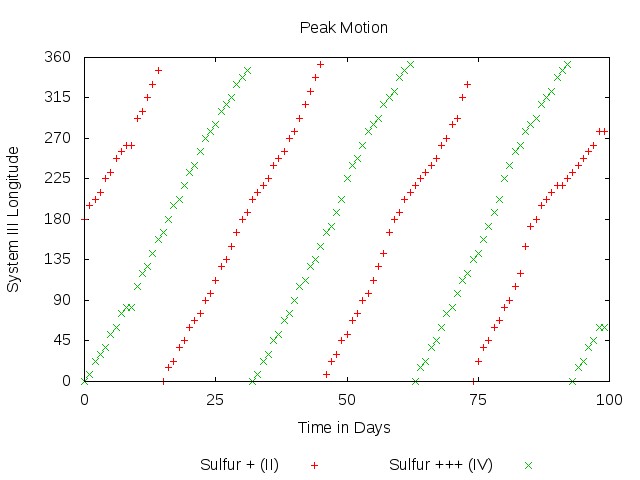 Peak Motion
360
315
270
225
180
135
90
45
0
System III Longitude
0 25 50 75 100
Time in Days
Sulfur + (II) Sulfur +++ (IV)